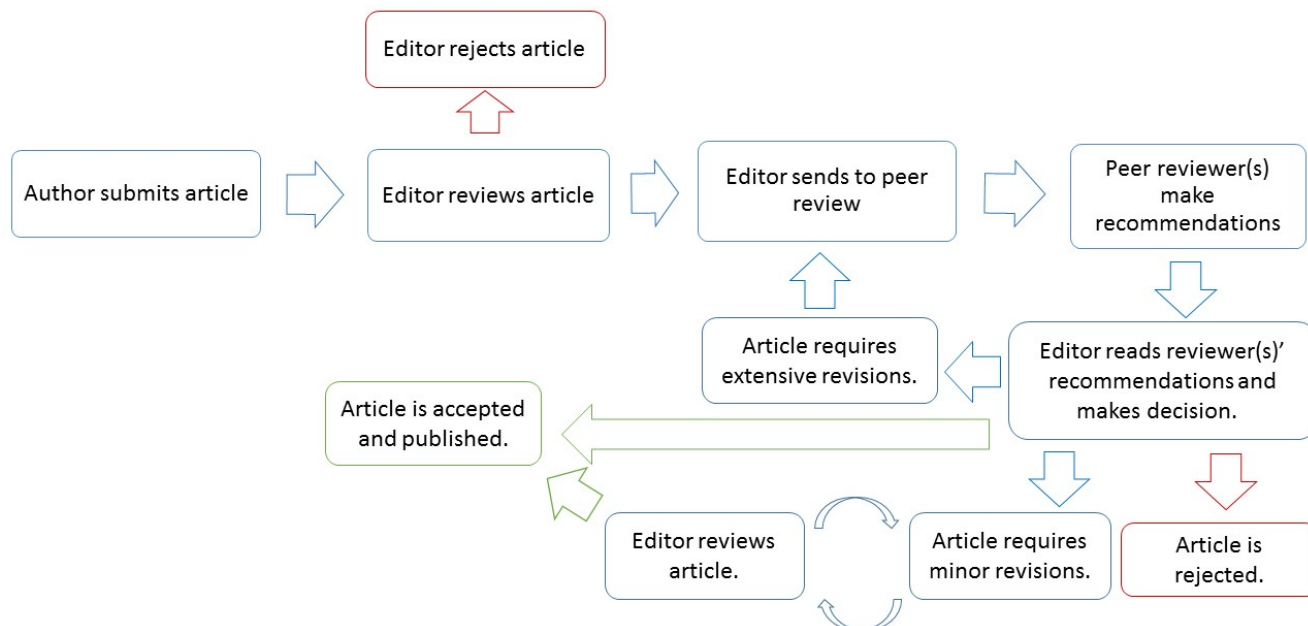 Editor rejects article
Author submits article
Editor reviews article
Editor sends to peer
review
Peer reviewer(s)
make
recommendations
Article requires
extensive revisions.
Editor reads reviewer(s)’
recommendations and
makes decision.
Article is accepted
and published.
Editor reviews
article.
Article requires
minor revisions.
Article is
rejected.